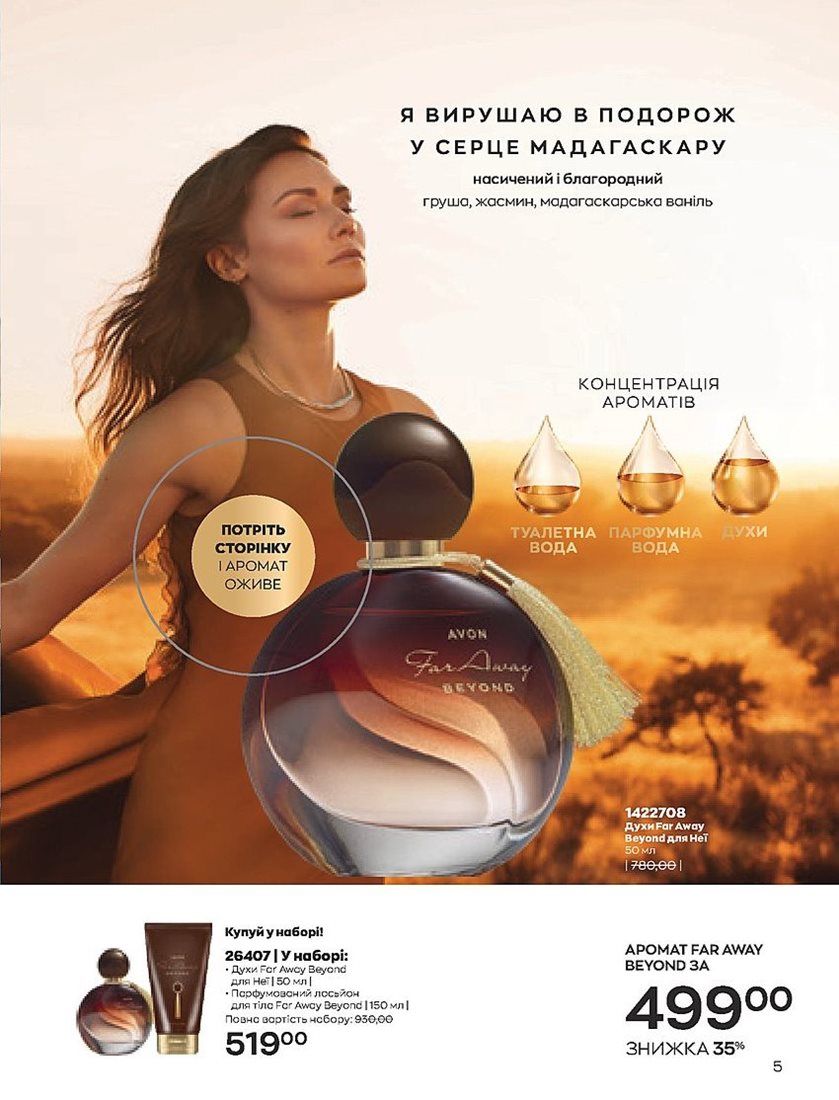 Я ВИРУШАЮ В ПОДОРОЖ
У СЕРЦЕ МАДАГАСКАРУ
насичений і благородний
груша, жасмин, мадагаскарська ваніль
КОНЦЕНТРАЦІЯ
АРОМАТІВ
ТУАЛЕТНА
ВОДА
ПАРФУМНА
ВОДА
ДУХИ
ПОТРІТЬ
СТОРІНКУ
І АРОМАТ
ОЖИВЕ
AVON
Far Away
BEYOND
1422708
Духи Far Away
Beyond для Неї
50 мл
| 780,00 |
Купуй у наборі!
26407 | У наборі:
• Духи Far Away Beyond
для Неї | 50 мл |
• Парфумований лосьйон
для тіла Far Away Beyond | 150 мл |
Повна вартість набору: 930,00
51900
АРОМАТ FAR AWAY
BEYOND ЗА
49900
ЗНИЖКА 35%
5